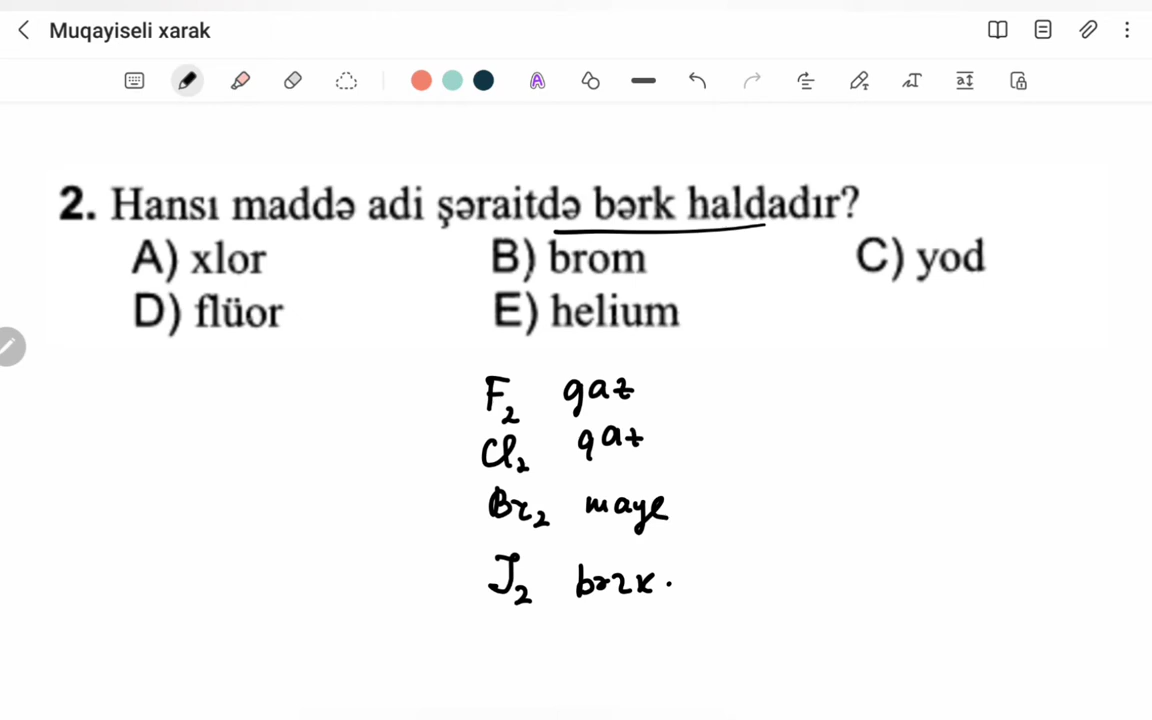 Muqayiseli xarak
2. Hansı maddə adi şəraitdə bərk haldadır?
A) xlor B) brom C) yod
D) flüor E) helium
F₂ qaz
Cl₂ qaz
Br₂ maye
J₂ bərk.